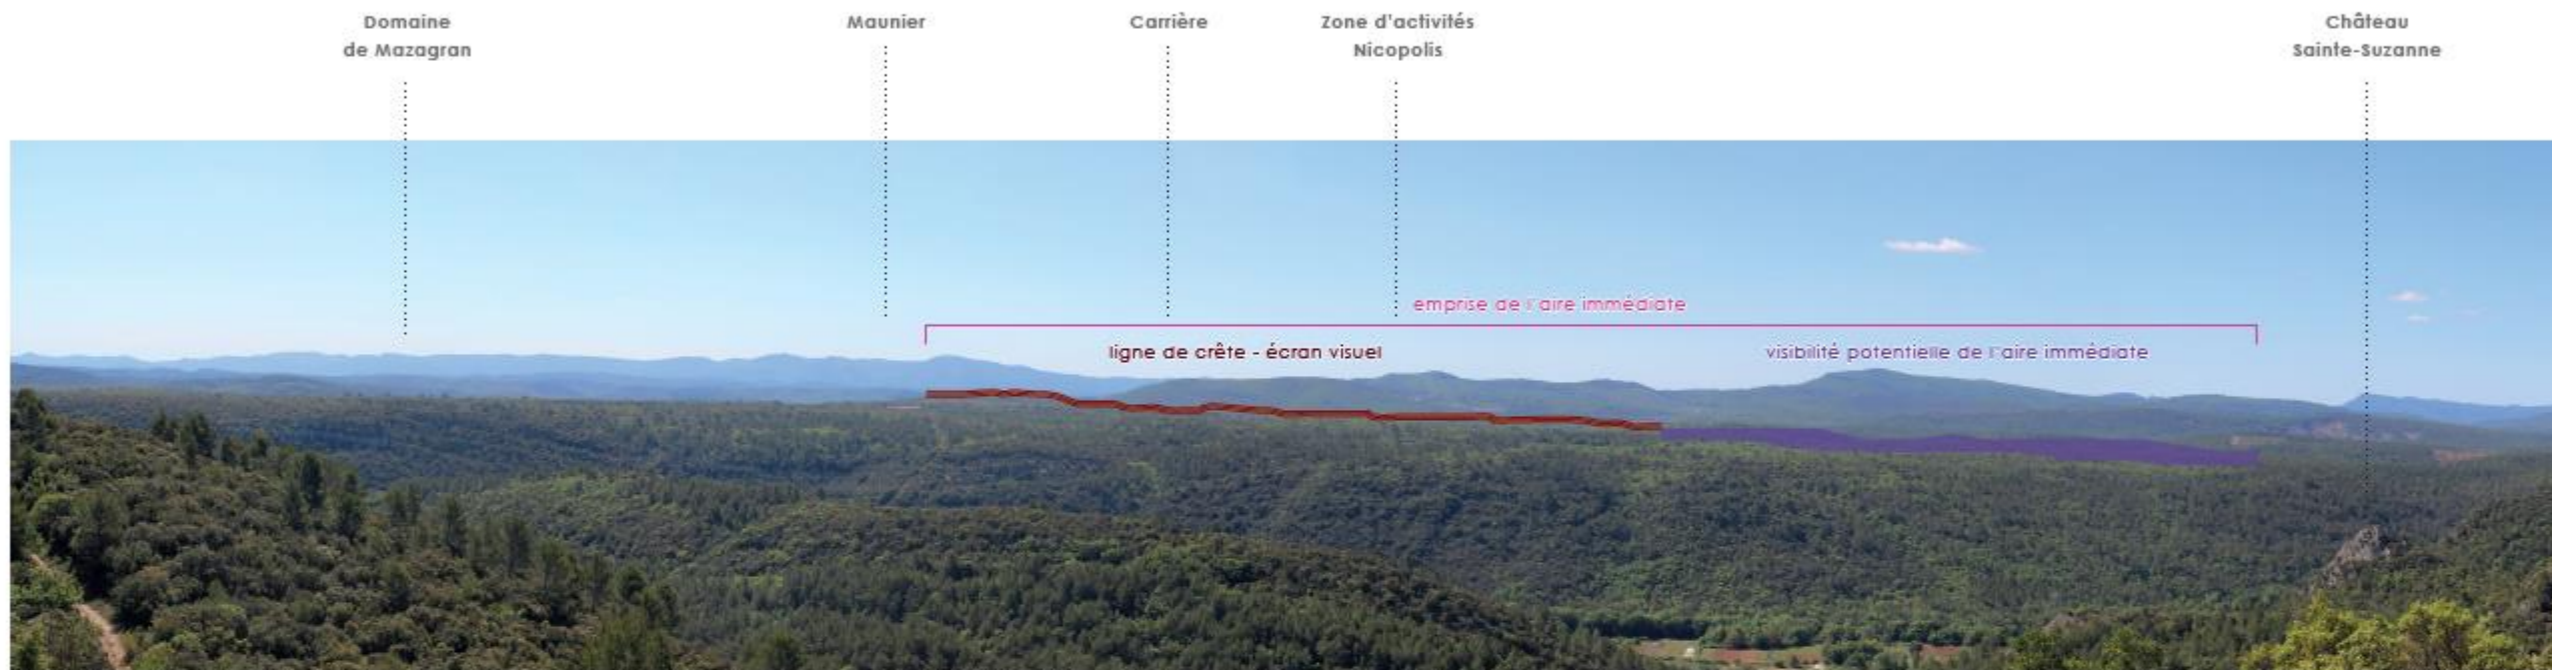 Domaine
de Mazagran
Maunier
Carrière
Zone d'activités
Nicopolis
Château
Sainte-Suzanne
emprise de l'aire immédiate
ligne de crête - écran visuel
visibilité potentielle de l'aire immédiate